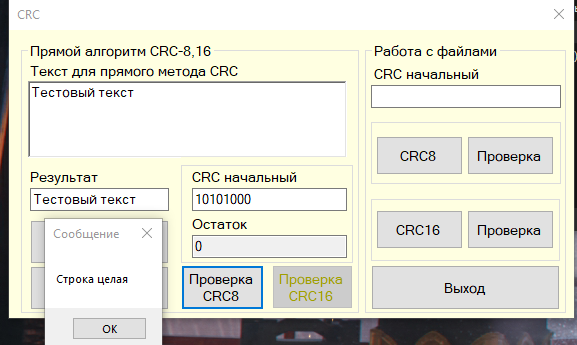 CRC
Прямой алгоритм CRC-8,16
Текст для прямого метода CRC
Тестовый текст
Результат
Тестовый текст
CRC начальный
10101000
Остаток
0
Проверка
CRC8
Проверка
CRC16
Сообщение
Строка целая
ОК
Работа с файлами
CRC начальный
CRC8
Проверка
CRC16
Проверка
Выход